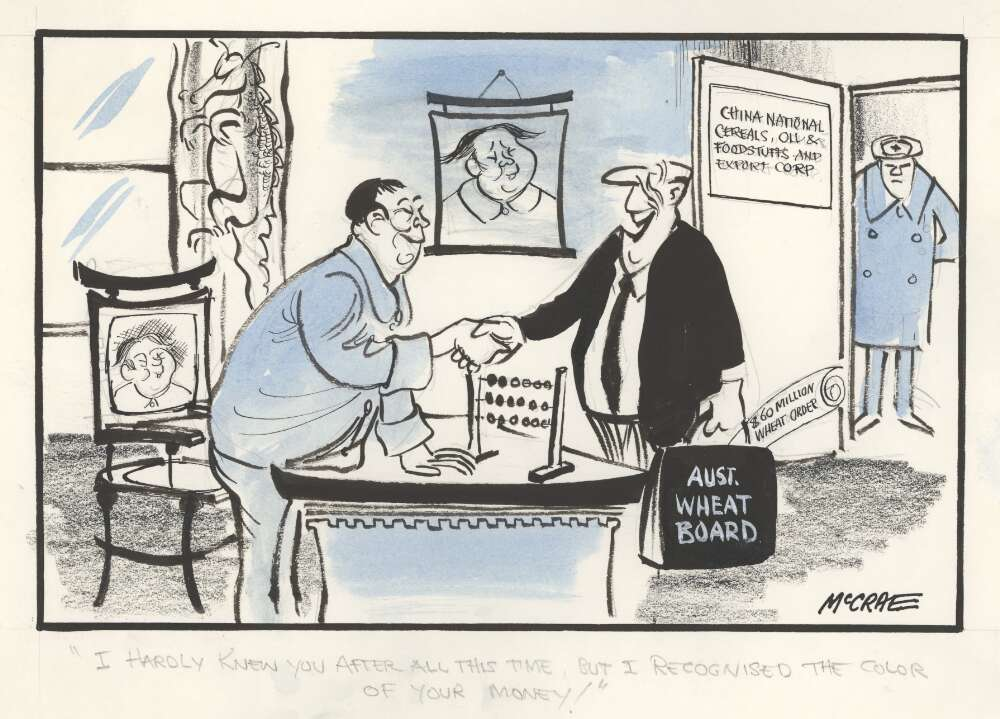 CHINA NATIONAL
CEREALS, OIL &
FOODSTUFFS AND
EXPORT CORP.
$60 MILLION
WHEAT ORDER
AUST.
WHEAT
BOARD
McCRAE
"I HARDLY KNEW YOU AFTER ALL THIS TIME, BUT I RECOGNISED THE COLOR
OF YOUR MONEY!"